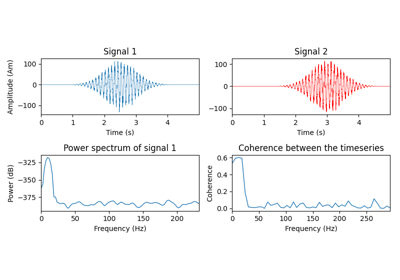 Signal 1
Signal 2
Amplitude (Am)
100
0
−100
0 1 2 3 4
Time (s)
100
0
−100
0 1 2 3 4
Time (s)
Power spectrum of signal 1
Coherence between the timeseries
Power (dB)
−325
−350
−375
0 50 100 150 200
Frequency (Hz)
Coherence
0.6
0.4
0.2
0.0
0 50 100 150 200 250
Frequency (Hz)